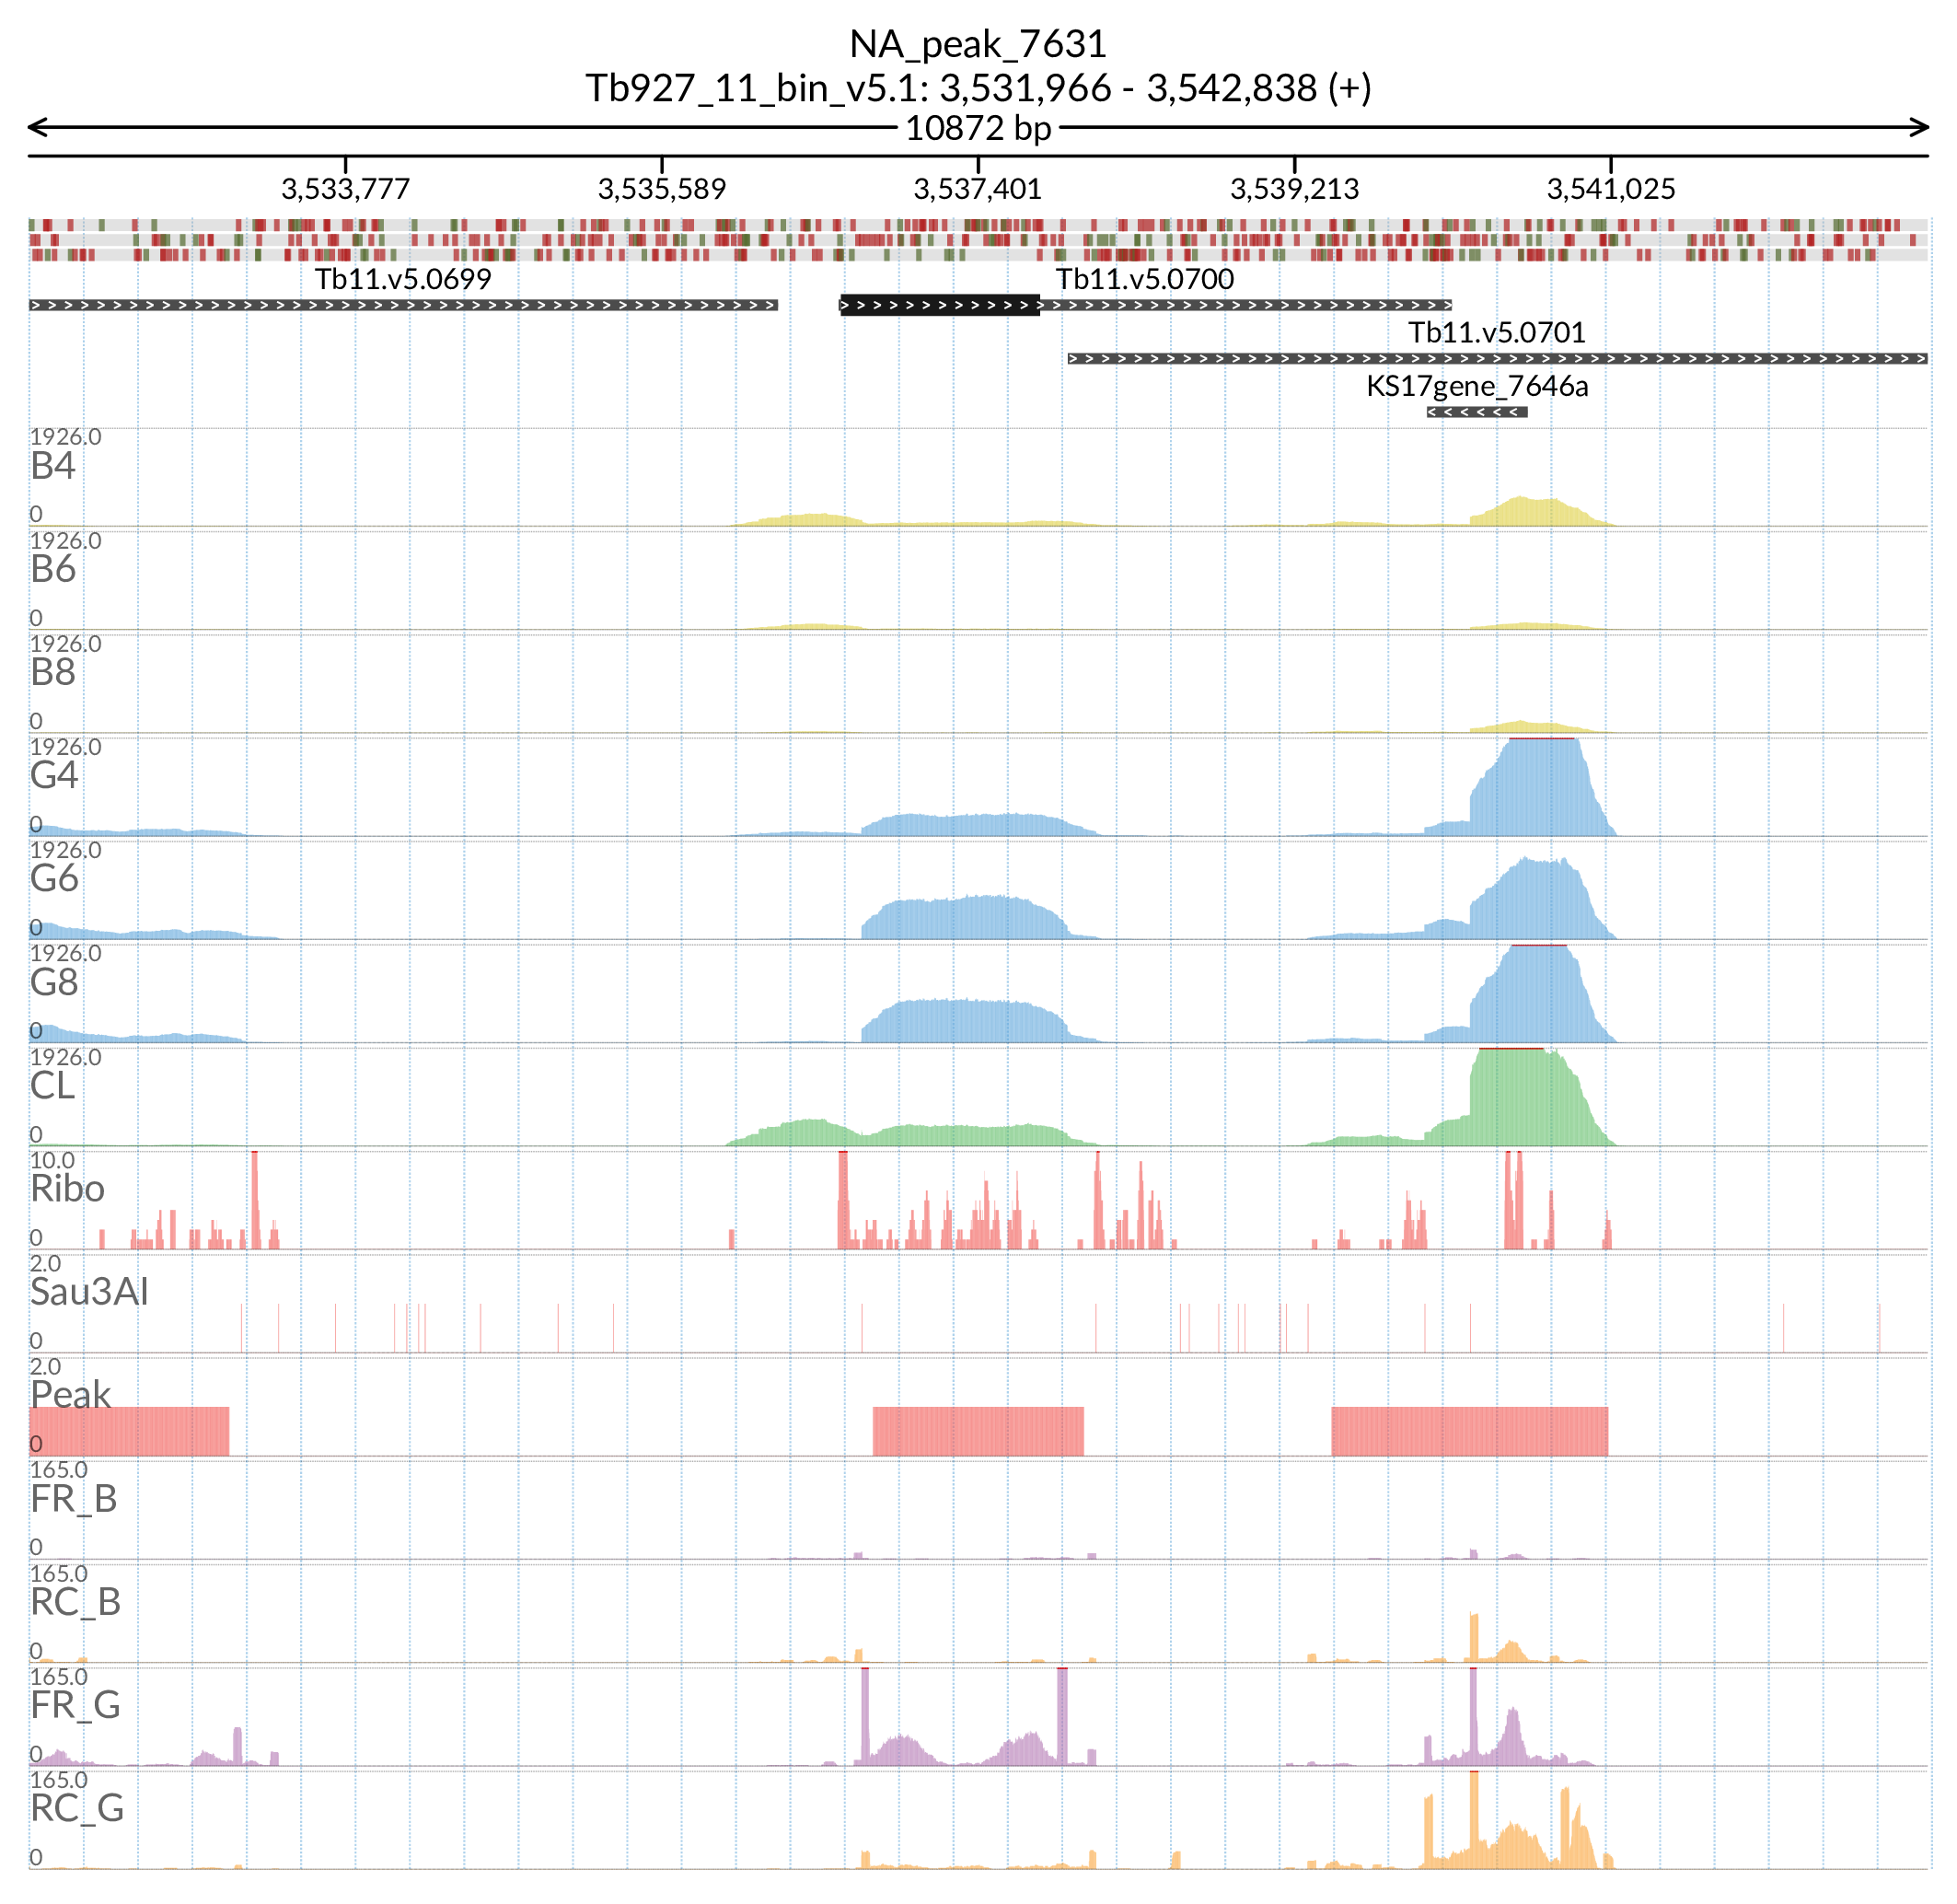 NA_peak_7631
Tb927_11_bin_v5.1: 3,531,966 - 3,542,838 (+)
10872 bp
3,533,777 3,535,589 3,537,401 3,539,213 3,541,025
Tb11.v5.0699 Tb11.v5.0700
Tb11.v5.0701
KS17gene_7646a
1926.0
B4
0
1926.0
B6
0
1926.0
B8
0
1926.0
G4
0
1926.0
G6
0
1926.0
G8
0
1926.0
CL
0
10.0
Ribo
0
2.0
Sau3AI
0
2.0
Peak
0
165.0
FR_B
0
165.0
RC_B
0
165.0
FR_G
0
165.0
RC_G
0